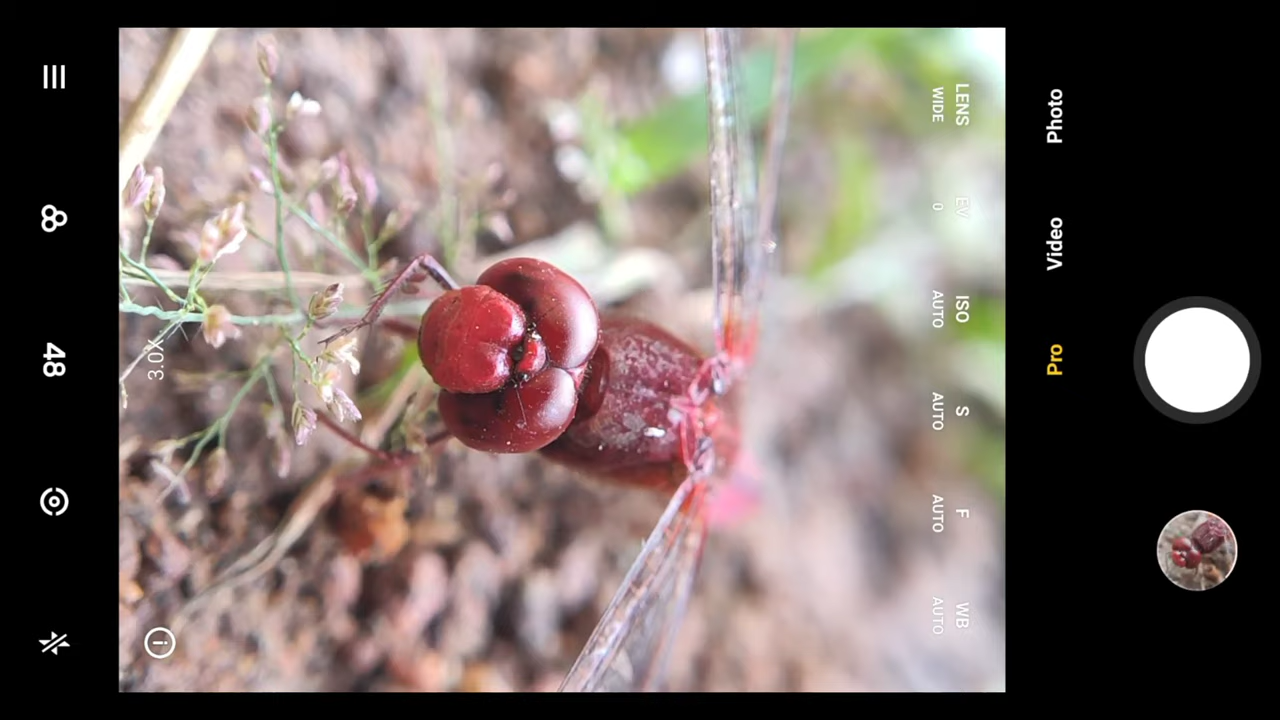 48
3.0X
LENS
WIDE
EV
0
ISO
AUTO
S
AUTO
F
AUTO
WB
AUTO
Photo
Video
Pro